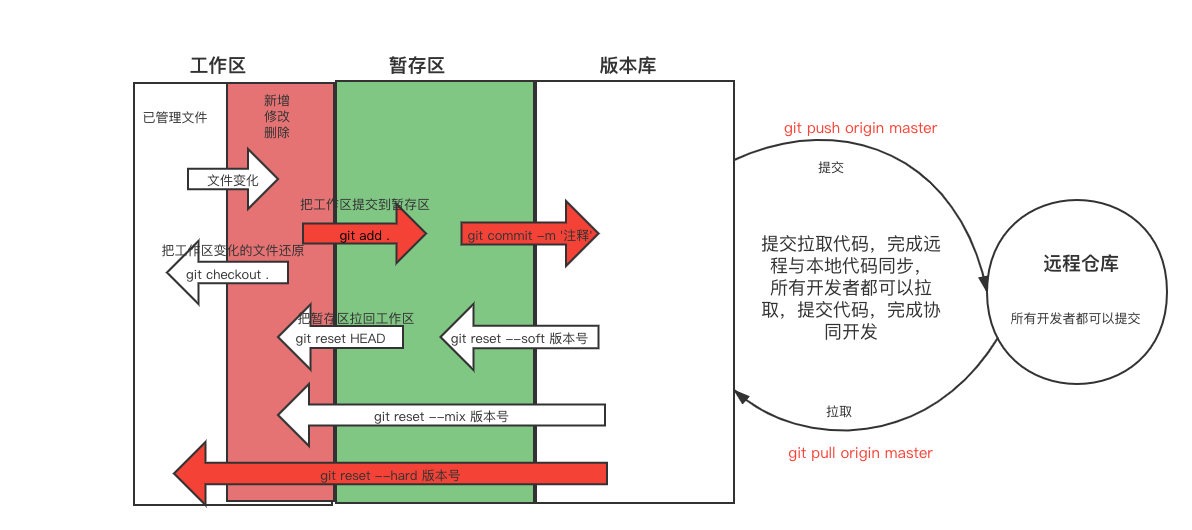 工作区
暂存区
版本库
已管理文件
新增
修改
删除
文件变化
把工作区提交到暂存区
git add .
git commit -m '注释'
把工作区变化的文件还原
git checkout .
把暂存区拉回工作区
git reset HEAD
git reset --soft 版本号
git reset --mix 版本号
git reset --hard 版本号
git push origin master
提交
提交拉取代码，完成远
程与本地代码同步，
所有开发者都可以拉
取，提交代码，完成协
同开发
拉取
git pull origin master
远程仓库
所有开发者都可以提交